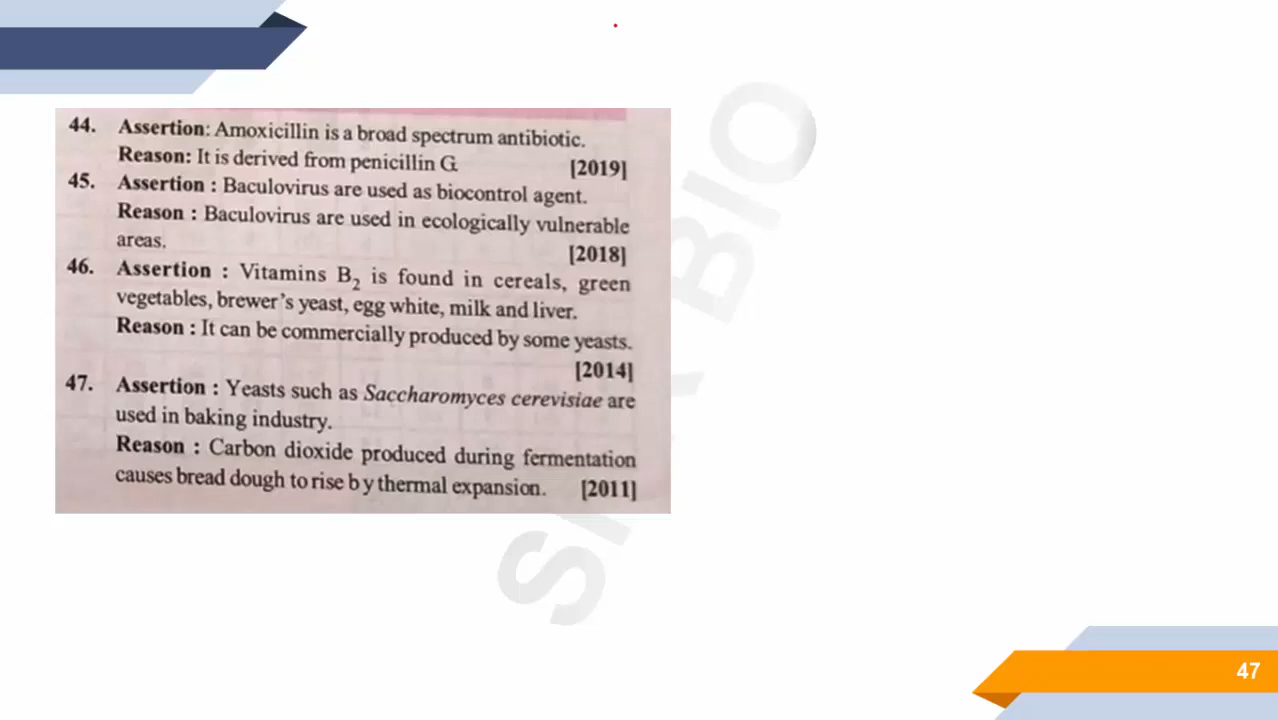 44. Assertion: Amoxicillin is a broad spectrum antibiotic.
Reason: It is derived from penicillin G. [2019]
45. Assertion : Baculovirus are used as biocontrol agent.
Reason : Baculovirus are used in ecologically vulnerable
areas. [2018]
46. Assertion : Vitamins B₂ is found in cereals, green
vegetables, brewer's yeast, egg white, milk and liver.
Reason : It can be commercially produced by some yeasts.
[2014]
47. Assertion : Yeasts such as Saccharomyces cerevisiae are
used in baking industry.
Reason : Carbon dioxide produced during fermentation
causes bread dough to rise by thermal expansion. [2011]
BIO
47